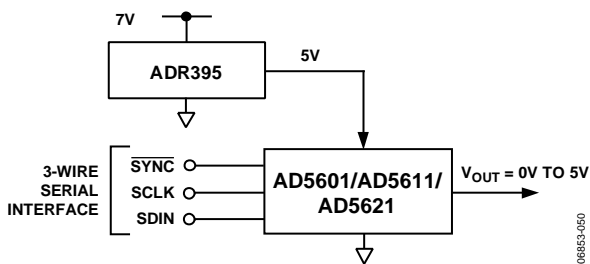 7V
5V
ADR395
3-WIRE
SERIAL
INTERFACE
SYNC
SCLK
SDIN
AD5601/AD5611/
AD5621
VOUT = 0V TO 5V
06853-050